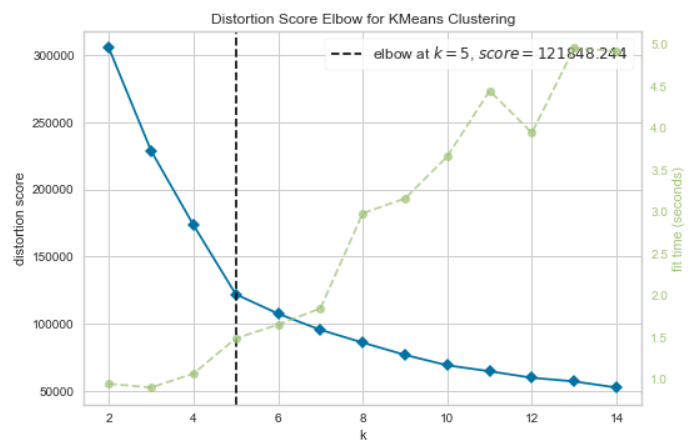 Distortion Score Elbow for KMeans Clustering
elbow at k = 5, score = 121848.244
distortion score
300000
250000
200000
150000
100000
50000
5.0
4.5
4.0
3.5
3.0
2.5
2.0
1.5
1.0
fit time (seconds)
2 4 6 8 10 12 14
k